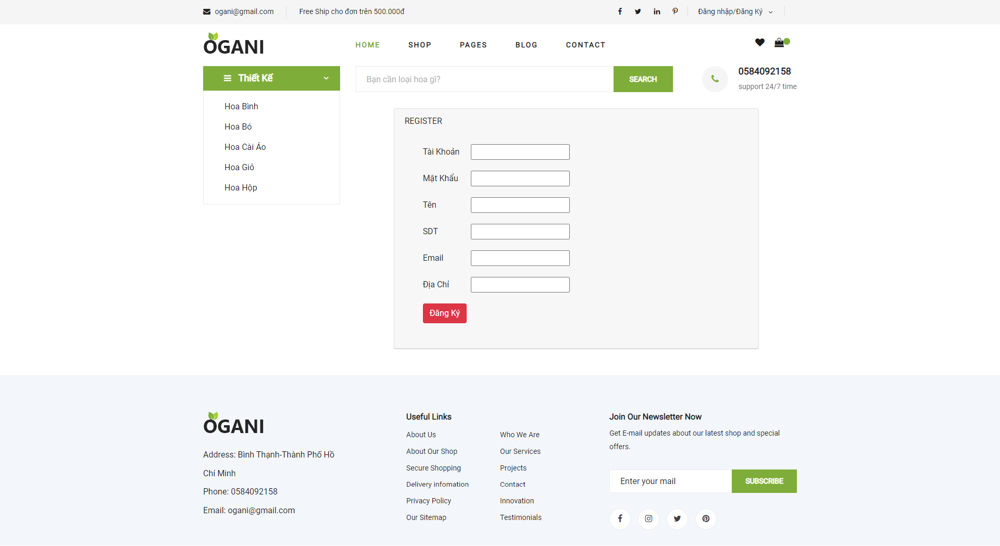 ogani@gmail.com
Free Ship cho đơn trên 500.000đ
Đăng nhập/Đăng Ký
OGANI
HOME
SHOP
PAGES
BLOG
CONTACT
Thiết Kế
Bạn cần loại hoa gì?
SEARCH
0584092158
support 24/7 time
Hoa Bình
Hoa Bó
Hoa Cài Áo
Hoa Giỏ
Hoa Hộp
REGISTER
Tài Khoản
Mật Khẩu
Tên
SDT
Email
Địa Chỉ
Đăng Ký
OGANI
Address: Bình Thạnh-Thành Phố Hồ
Chí Minh
Phone: 0584092158
Email: ogani@gmail.com
Useful Links
About Us
About Our Shop
Secure Shopping
Delivery infomation
Privacy Policy
Our Sitemap
Who We Are
Our Services
Projects
Contact
Innovation
Testimonials
Join Our Newsletter Now
Get E-mail updates about our latest shop and special
offers.
Enter your mail
SUBSCRIBE